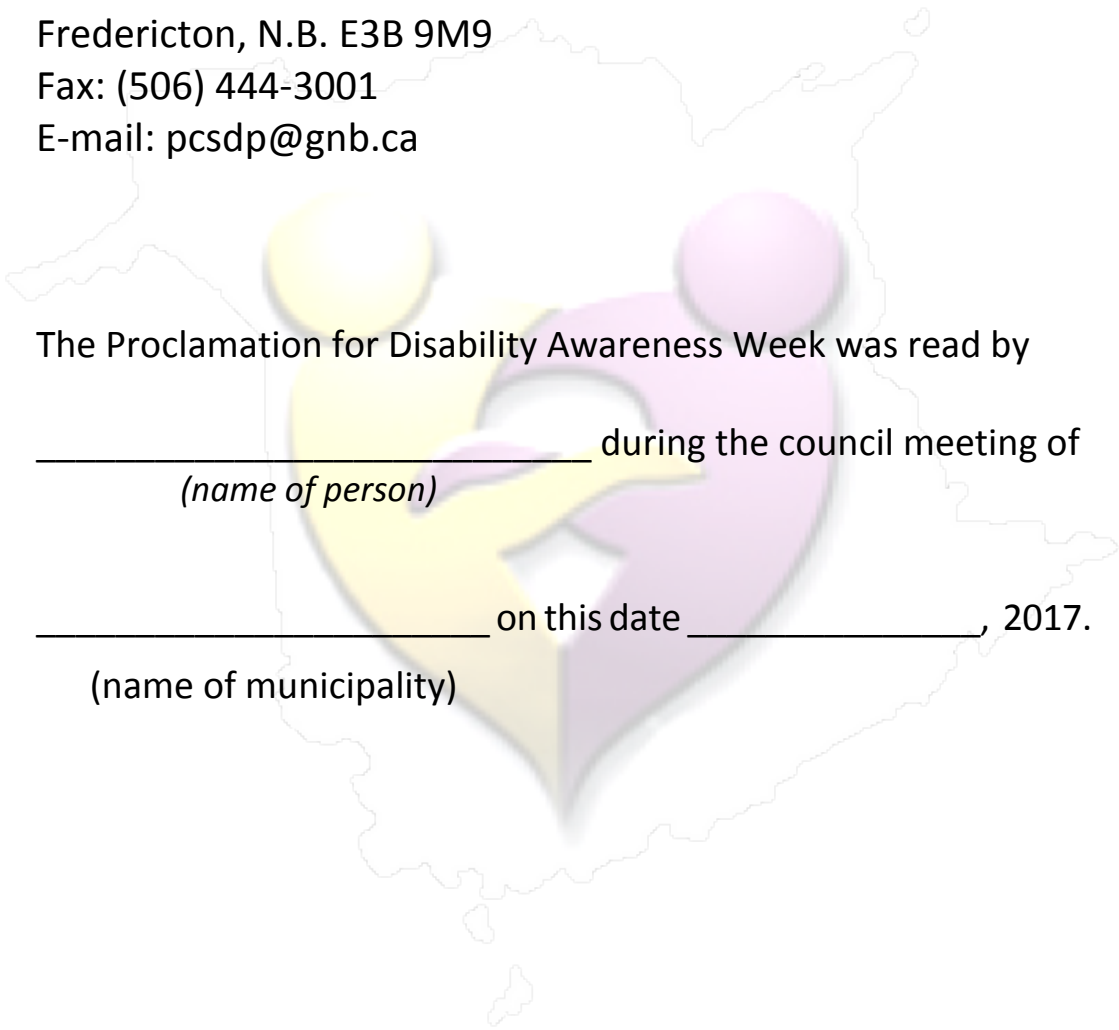 Fredericton, N.B. E3B 9M9
Fax: (506) 444-3001
E-mail: pcsdp@gnb.ca
The Proclamation for Disability Awareness Week was read by
____________________________ during the council meeting of
(name of person)
_______________________ on this date _______________, 2017.
(name of municipality)